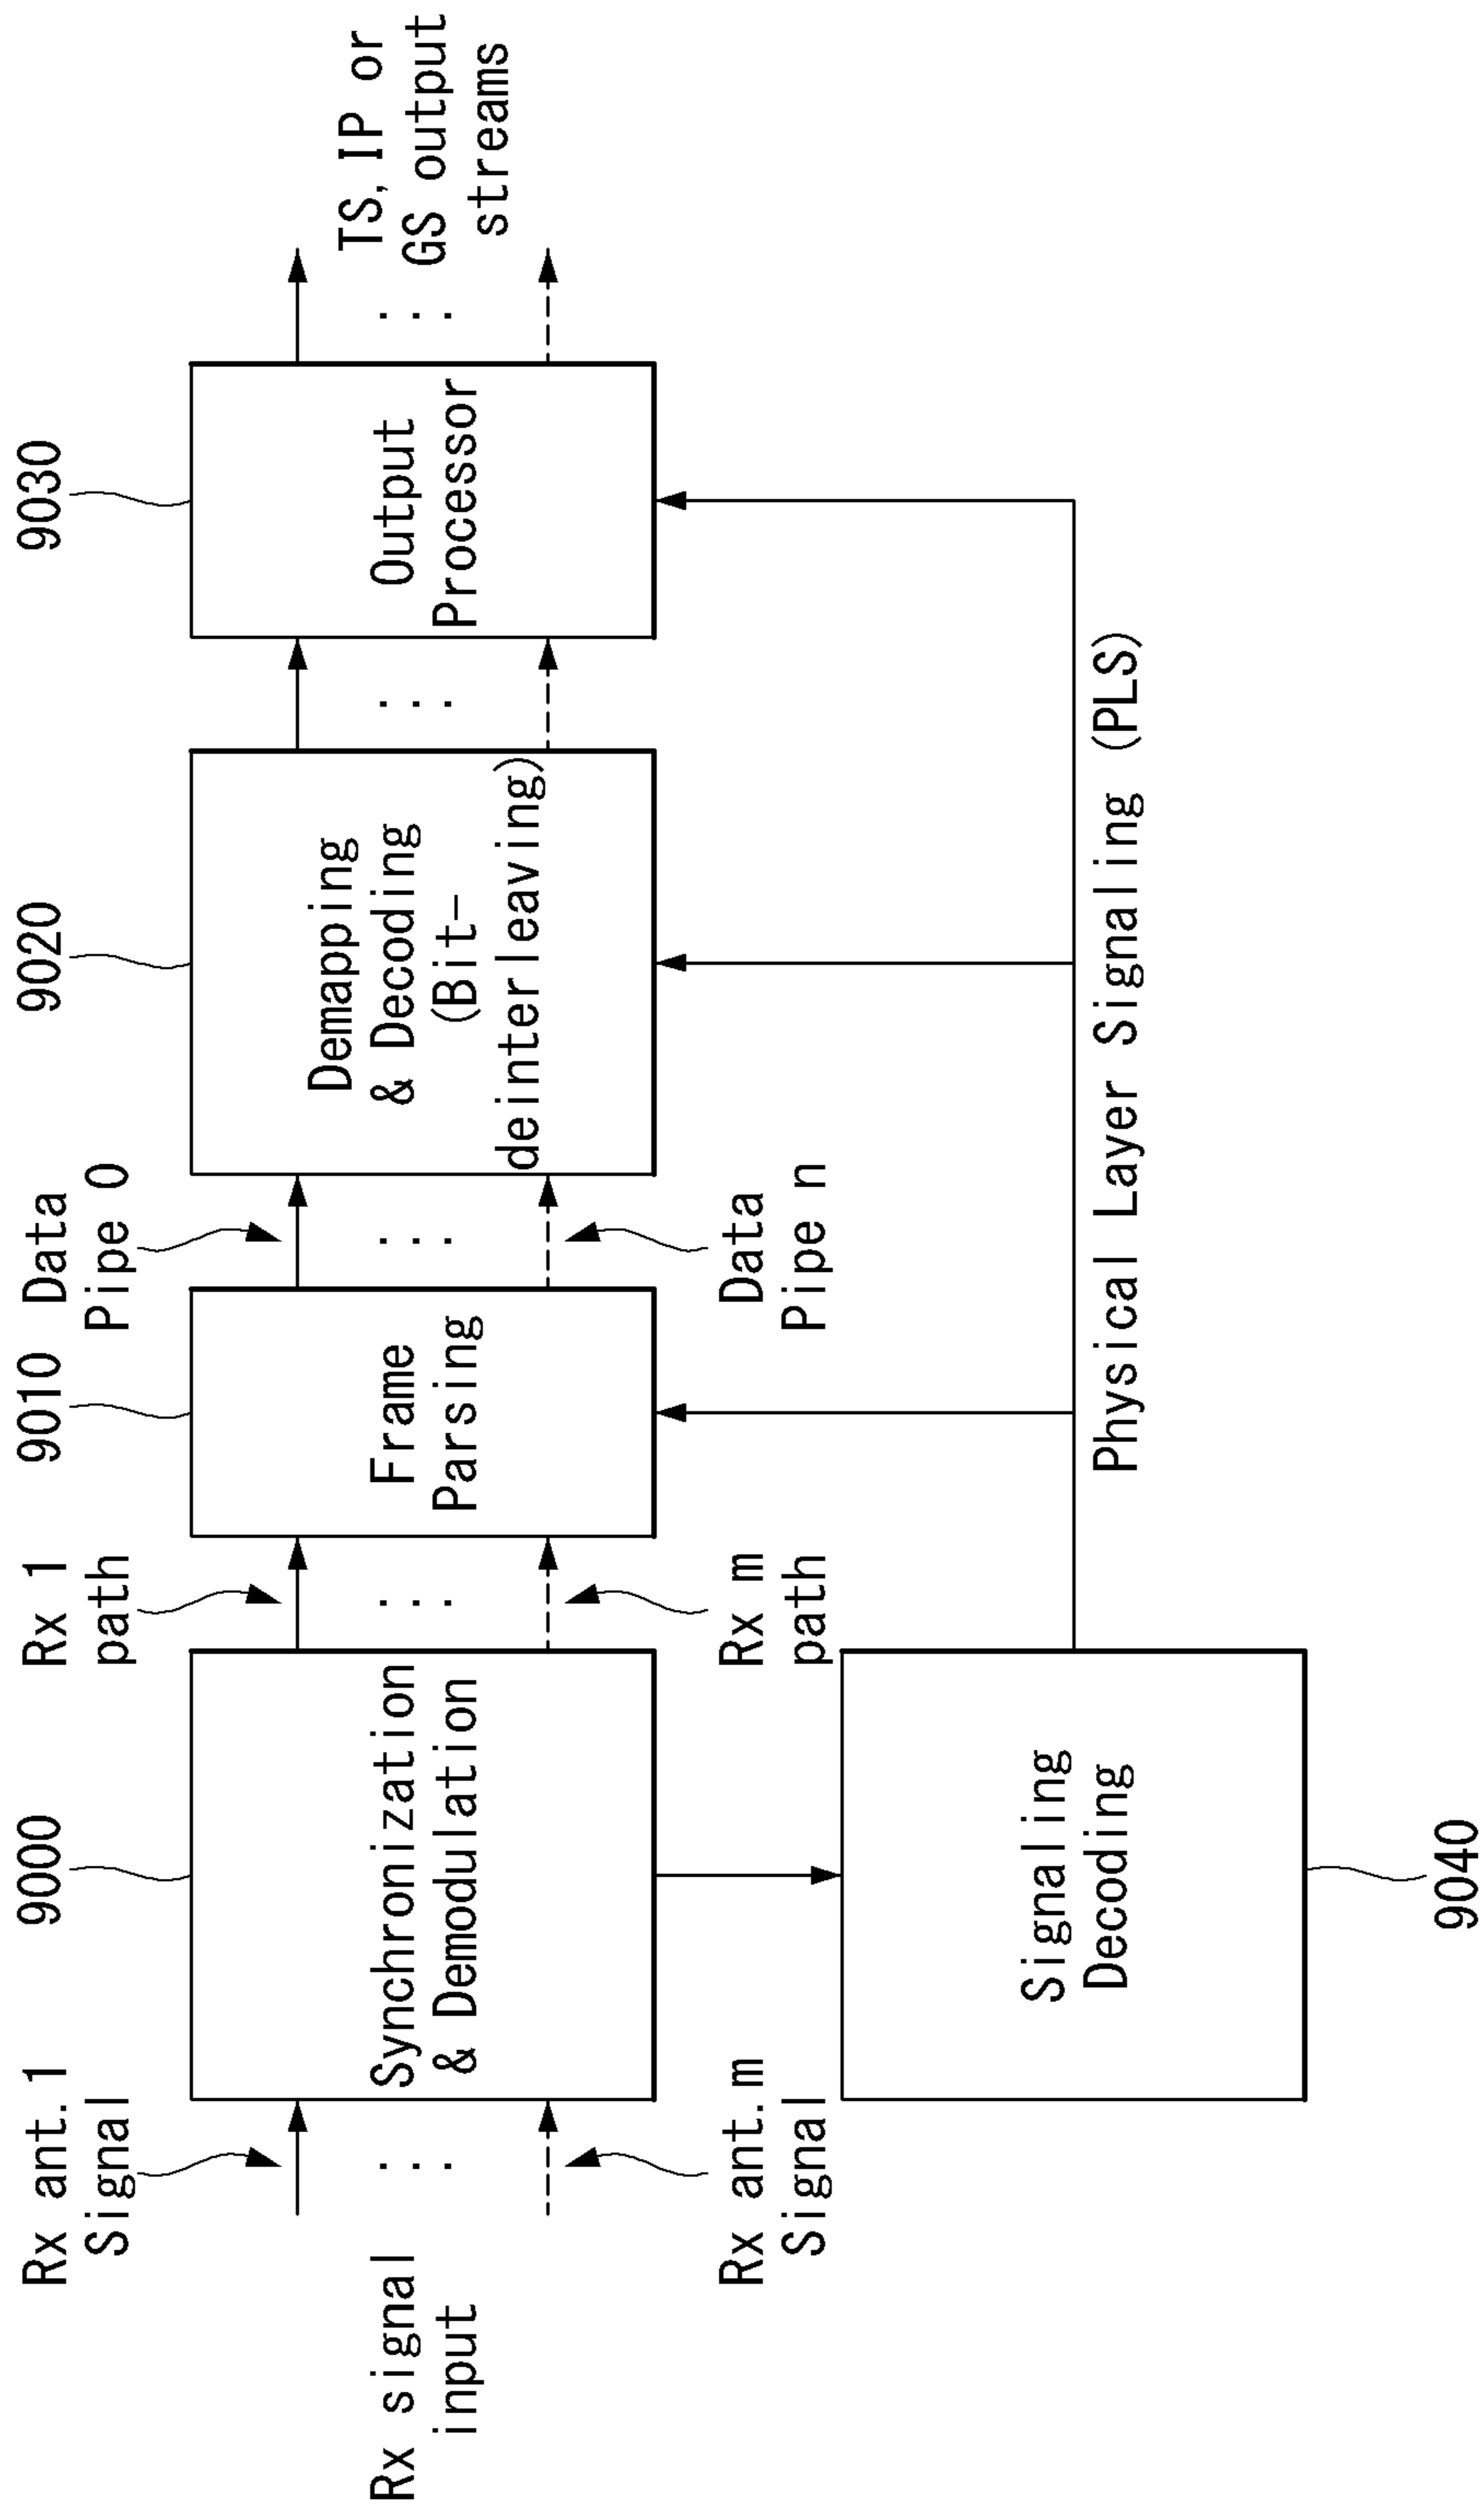 Rx signal
input
Rx ant.1
Signal
Rx ant.m
Signal
9000
Synchronization
& Demodulation
Rx 1
path
Rx m
path
9010
Frame
Parsing
Data
Pipe 0
Data
Pipe n
9020
Demapping
& Decoding
(Bit-
deinterleaving)
9030
Output
Processor
TS, IP or
GS output
streams
Signaling
Decoding
9040
Physical Layer Signaling (PLS)